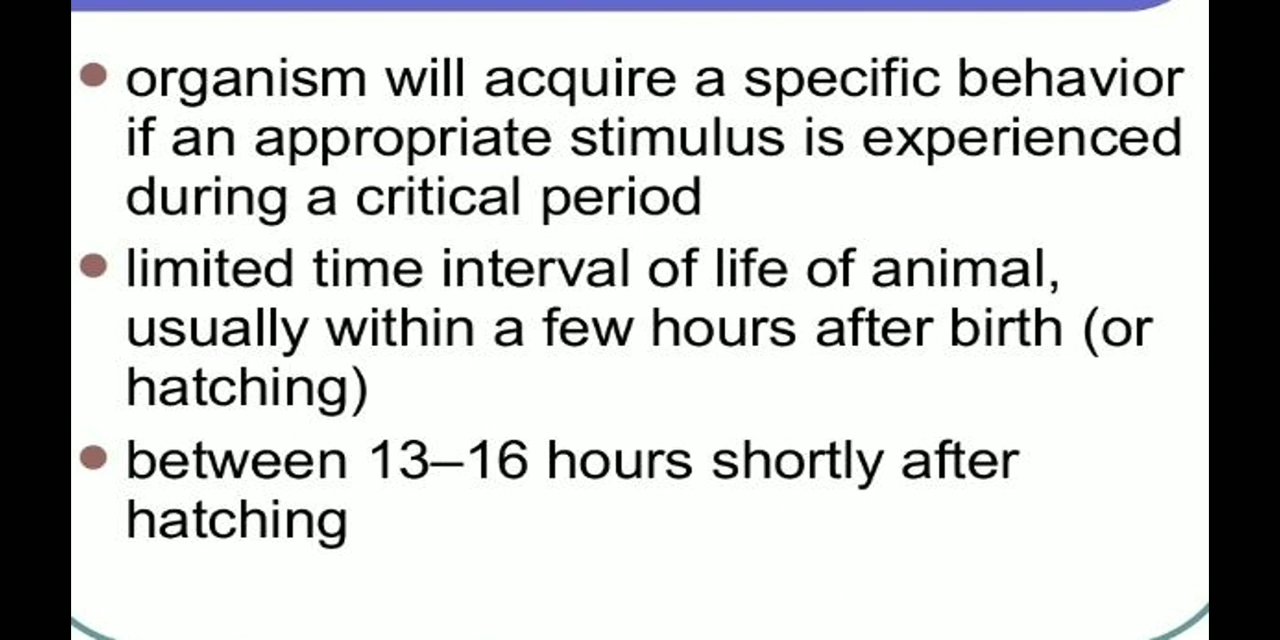 organism will acquire a specific behavior
if an appropriate stimulus is experienced
during a critical period
limited time interval of life of animal,
usually within a few hours after birth (or
hatching)
between 13–16 hours shortly after
hatching